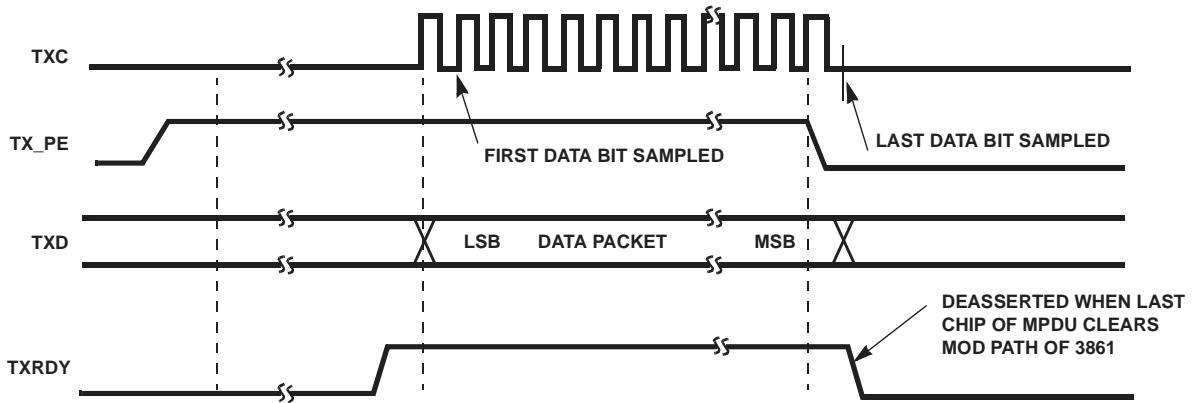 TXC
TX_PE
FIRST DATA BIT SAMPLED
LAST DATA BIT SAMPLED
TXD
LSB DATA PACKET MSB
TXRDY
DEASSERTED WHEN LAST
CHIP OF MPDU CLEARS
MOD PATH OF 3861